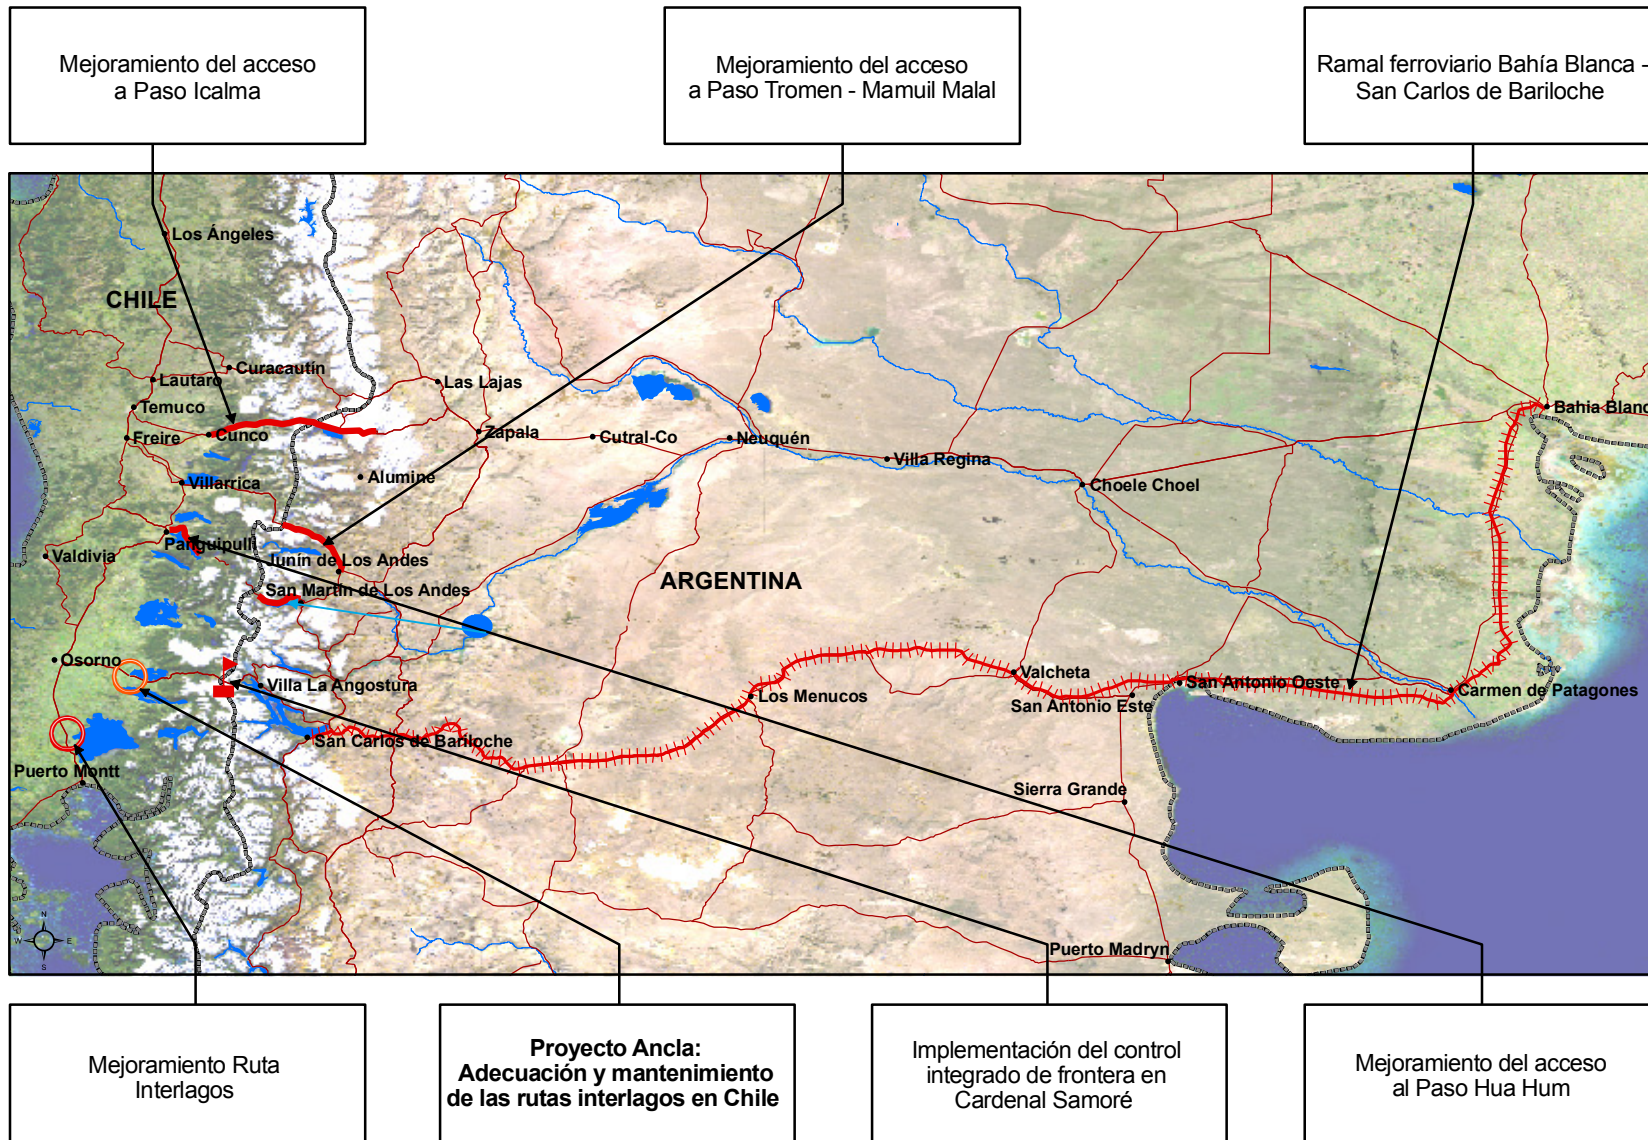 Mejoramiento del acceso
a Paso Icalma
Mejoramiento del acceso
a Paso Tromen - Mamuil Malal
Ramal ferroviario Bahía Blanca -
San Carlos de Bariloche
Los Ángeles
CHILE
Curacautín
Lautaro
Las Lajas
Temuco
Bahia Blanc
Freire
Cunco
Zapala
Cutral-Co
Neuquén
Villa Regina
Alumine
Villarrica
Choele Choel
Panguipulli
Valdivia
Junín de Los Andes
ARGENTINA
San Martín de Los Andes
Osorno
Villa La Angostura
Valcheta
San Antonio Oeste
Carmen de Patagones
Los Menucos
San Antonio Este
San Carlos de Bariloche
Puerto Montt
Sierra Grande
N
W E
S
Puerto Madryn
Mejoramiento Ruta
Interlagos
Proyecto Ancla:
Adecuación y mantenimiento
de las rutas interlagos en Chile
Implementación del control
integrado de frontera en
Cardenal Samoré
Mejoramiento del acceso
al Paso Hua Hum